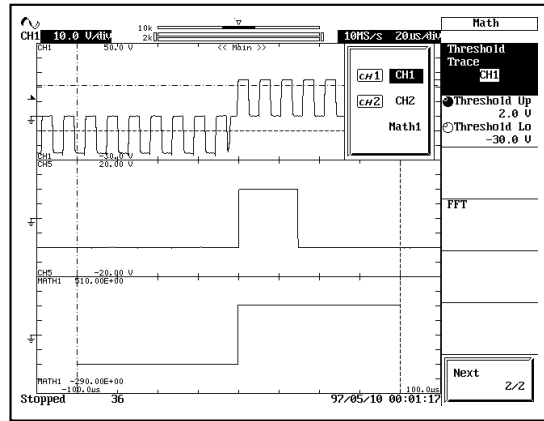 CH1 10.0 V/div
10k
2k
10MS/s 20us/div
CH1 50.0 V
<< Main >>
CH1 CH1
CH2 CH2
Math1
CH1 -30.0 V
CH5 20.00 V
CH5 -20.00 V
MATH1 510.00E+00
MATH1 -290.00E+00
-100.0us
100.0us
Stopped 36
97/05/10 00:01:17
Math
Threshold
Trace
CH1
Threshold Up
2.0 V
Threshold Lo
-30.0 V
FFT
Next
2/2